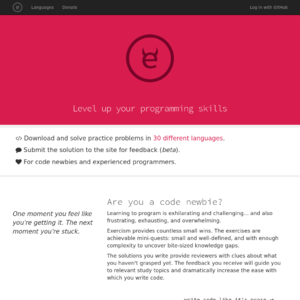 Languages Donate Log in with GitHub
Level up your programming skills
</> Download and solve practice problems in 30 different languages.
Submit the solution to the site for feedback (beta).
For code newbies and experienced programmers.
Are you a code newbie?
One moment you feel like
you're getting it. The next
moment you're stuck.
Learning to program is exhilarating and challenging... and also
frustrating, exhausting, and overwhelming.
Exercism provides countless small wins. The exercises are
achievable mini-quests: small and well-defined, and with enough
complexity to uncover bite-sized knowledge gaps.
The solutions you write provide reviewers with clues about what
you haven't grasped yet. The feedback you receive will guide you
to relevant study topics and dramatically increase the ease with
which you write code.